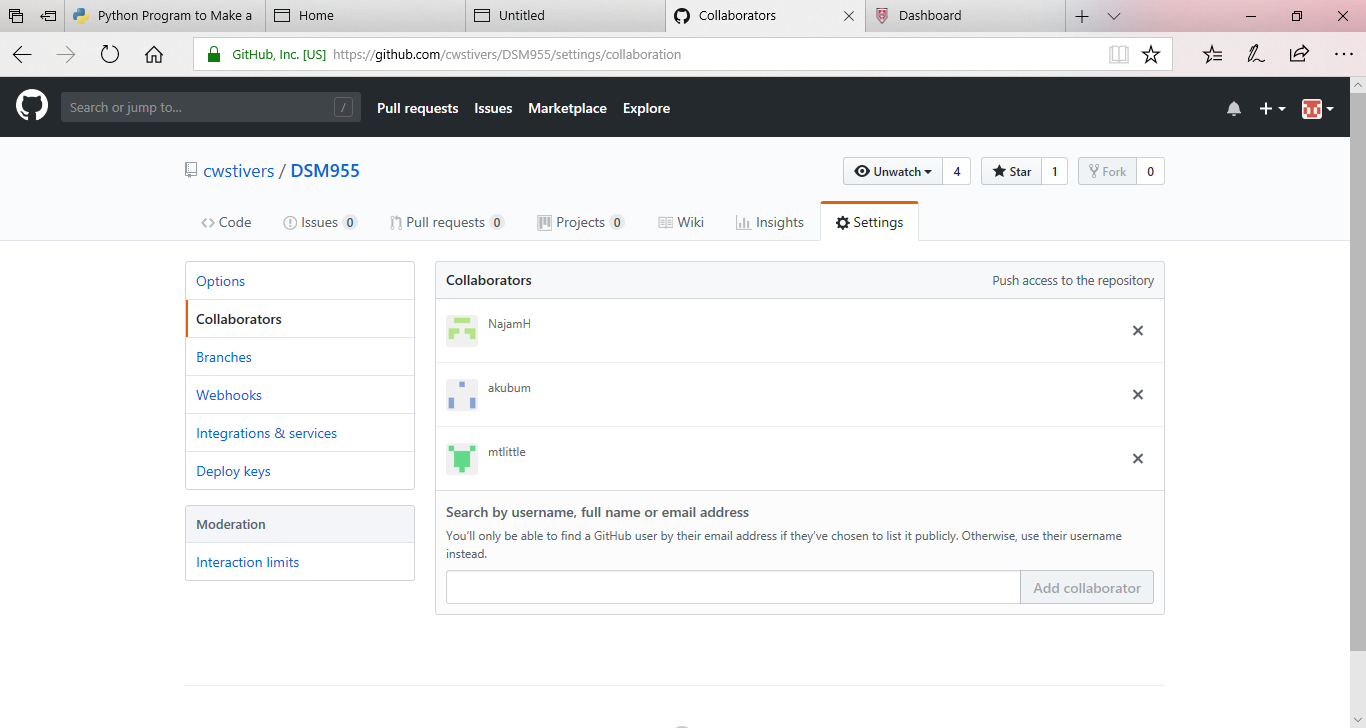 Python Program to Make a
Home
Untitled
Collaborators
Dashboard
GitHub, Inc. [US] https://github.com/cwstivers/DSM955/settings/collaboration
Search or jump to... /
Pull requests Issues Marketplace Explore
cwstivers / DSM955
Unwatch 4 Star 1 Fork 0
Code Issues 0 Pull requests 0 Projects 0 Wiki Insights Settings
Options
Collaborators
Branches
Webhooks
Integrations & services
Deploy keys
Moderation
Interaction limits
Collaborators Push access to the repository
NajamH
akubum
mtlittle
Search by username, full name or email address
You'll only be able to find a GitHub user by their email address if they've chosen to list it publicly. Otherwise, use their username
instead.
Add collaborator